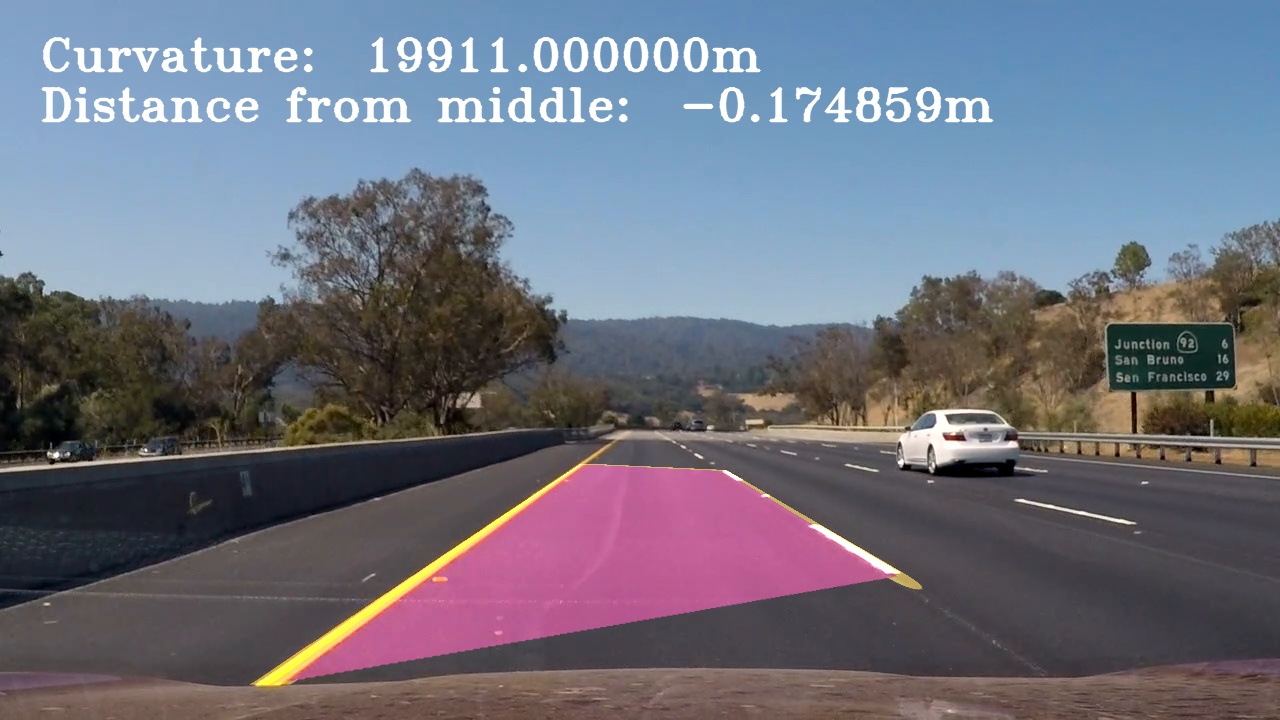 Curvature: 19911.000000m
Distance from middle: -0.174859m
Junction 92 6
San Bruno 16
San Francisco 29